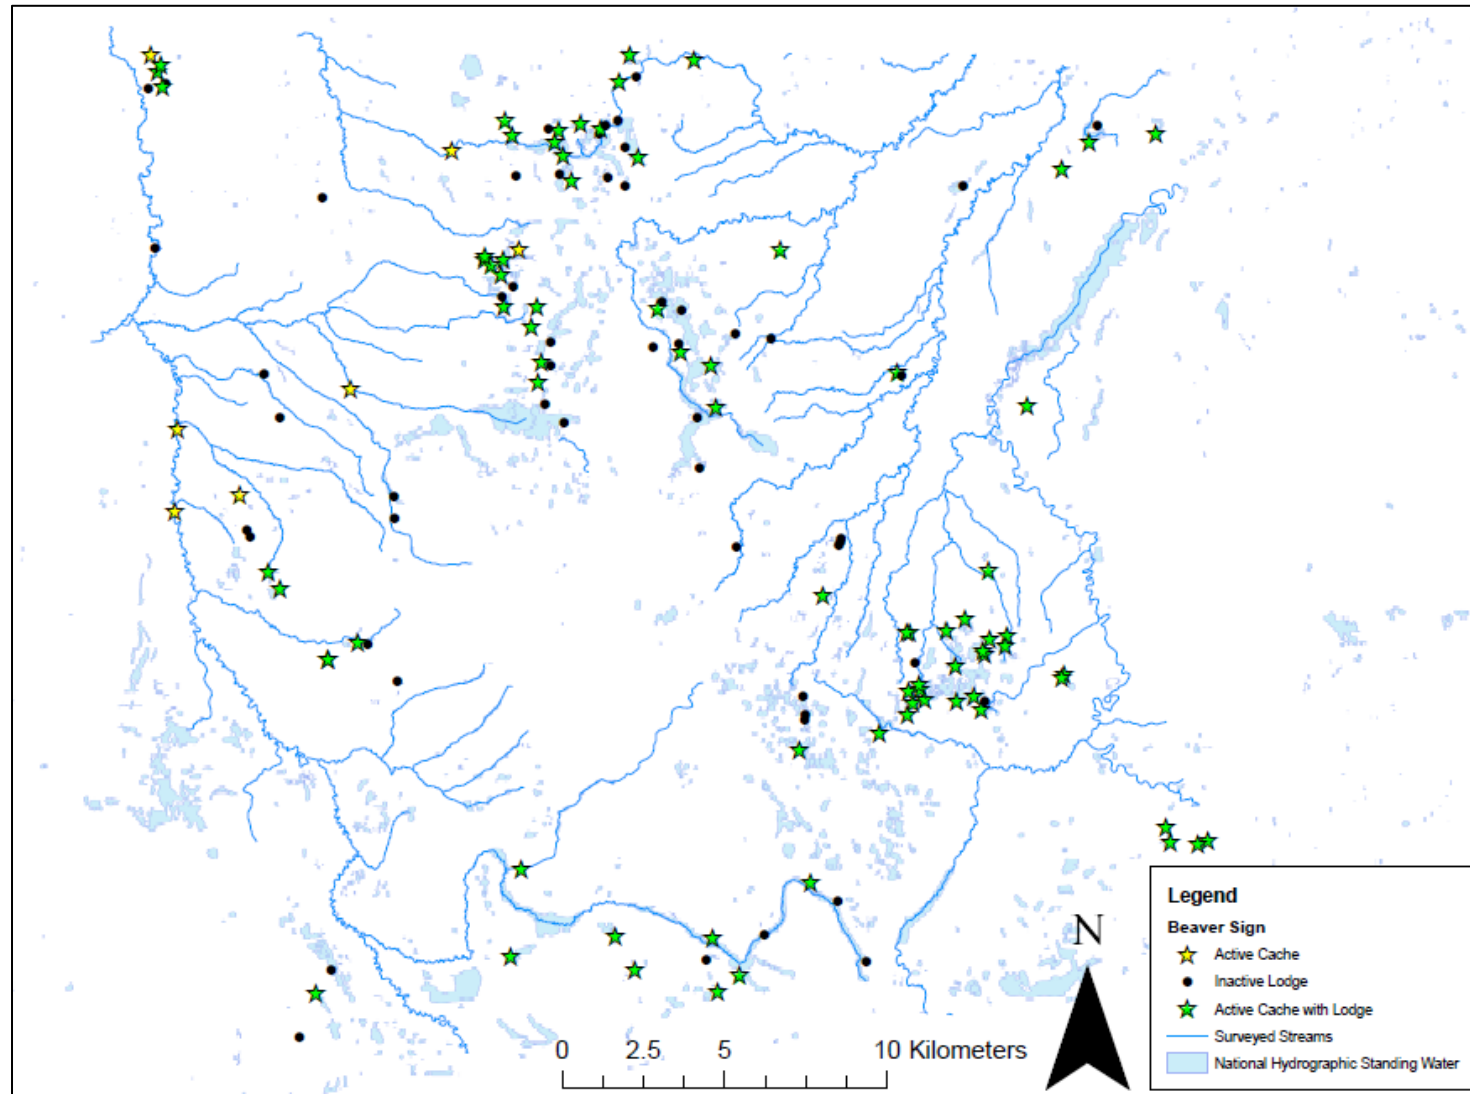 N
0 2.5 5 10 Kilometers
Legend
Beaver Sign
Active Cache
Inactive Lodge
Active Cache with Lodge
Surveyed Streams
National Hydrographic Standing Water